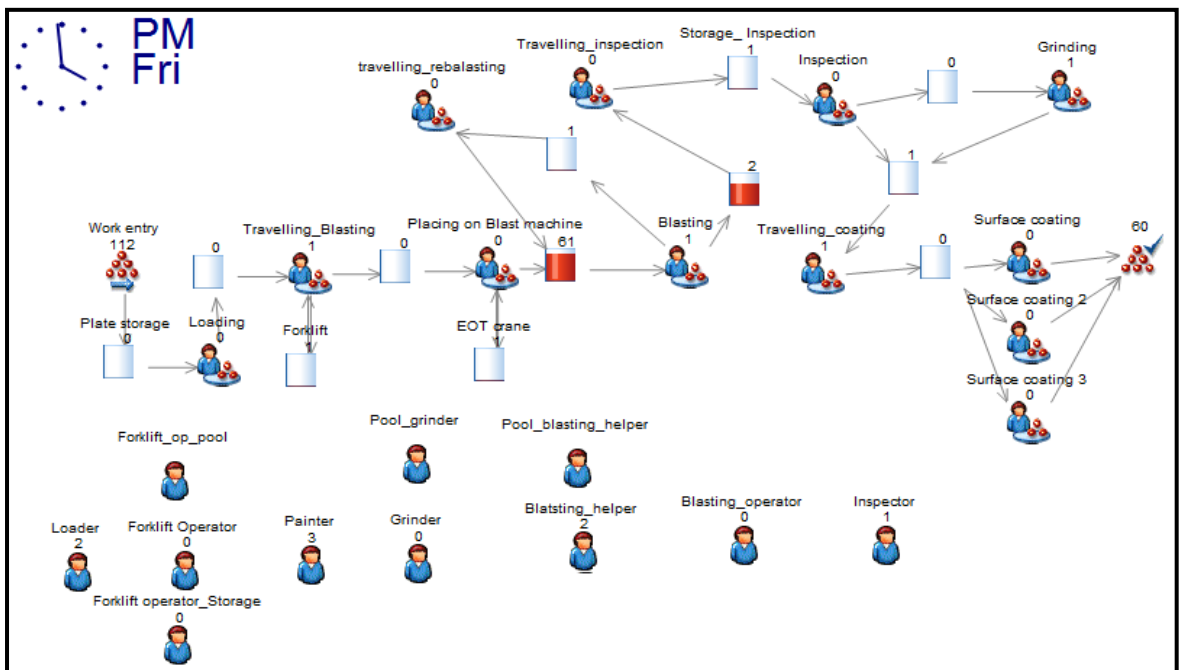 PM
Fri
Storage_ Inspection
1
Travelling_inspection
0
Grinding
1
Inspection
0
0
travelling_rebalasting
0
1
1
2
Work entry
112
Travelling_Blasting
1
Placing on Blast machine
0
61
Blasting
1
Travelling_coating
1
Surface coating
0
60
0
0
0
Surface coating 2
0
Plate storage
0
Loading
0
Forklift
EOT crane
Surface coating 3
0
Forklift_op_pool
Pool_grinder
Pool_blasting_helper
Loader
2
Forklift Operator
0
Painter
3
Grinder
0
Blatsting_helper
2
Blasting_operator
0
Inspector
1
Forklift operator_Storage
0